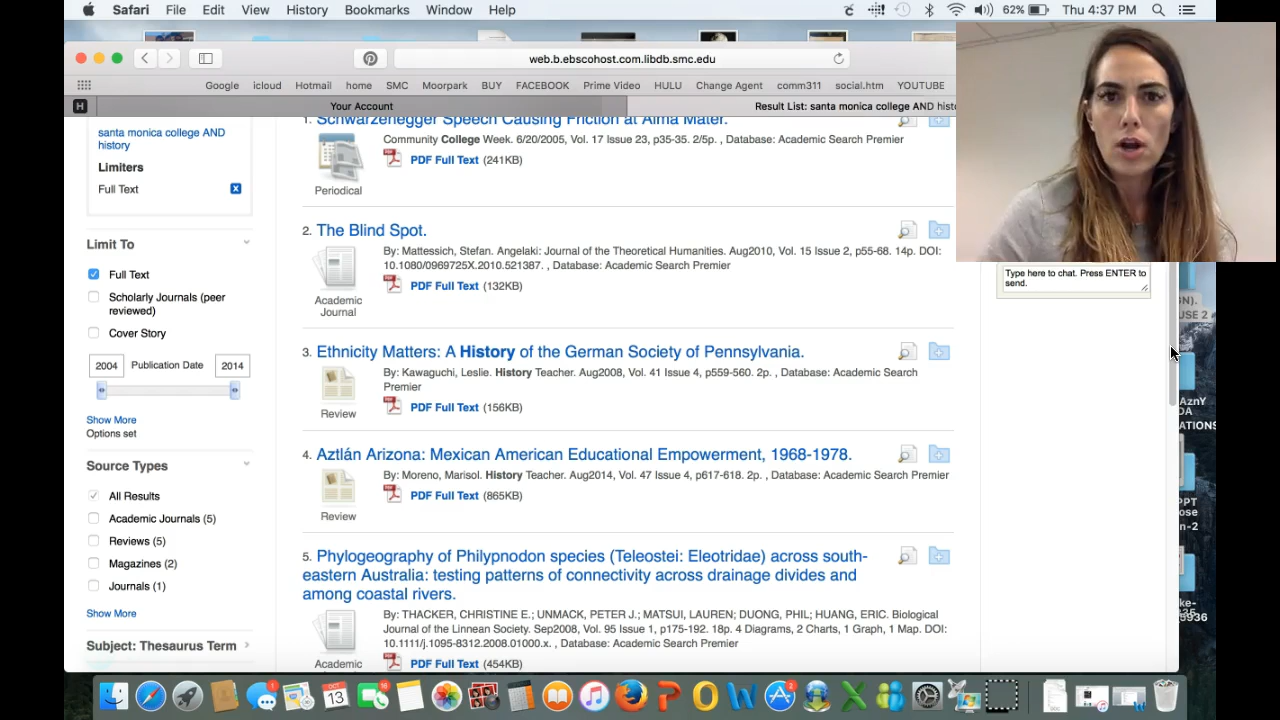 Safari File Edit View History Bookmarks Window Help 62% Thu 4:37 PM
web.b.ebscohost.com.libdb.smc.edu
Google icloud Hotmail home SMC Moorpark BUY FACEBOOK Prime Video HULU Change Agent comm311 social.htm YOUTUBE
H Your Account Result List: santa monica college AND histo
santa monica college AND
history
Limiters
Full Text
Limit To
Full Text
Scholarly Journals (peer
reviewed)
Cover Story
2004 Publication Date 2014
Show More
Options set
Source Types
All Results
Academic Journals (5)
Reviews (5)
Magazines (2)
Journals (1)
Show More
Subject: Thesaurus Term
1. Schwarzenegger Speech Causing Friction at Alma Mater.
Community College Week. 6/20/2005, Vol. 17 Issue 23, p35-35. 2/5p. , Database: Academic Search Premier
PDF Full Text (241KB)
Periodical
2. The Blind Spot.
By: Mattessich, Stefan. Angelaki: Journal of the Theoretical Humanities. Aug2010, Vol. 15 Issue 2, p55-68. 14p. DOI:
10.1080/0969725X.2010.521387. , Database: Academic Search Premier
PDF Full Text (132KB)
Academic
Journal
3. Ethnicity Matters: A History of the German Society of Pennsylvania.
By: Kawaguchi, Leslie. History Teacher. Aug2008, Vol. 41 Issue 4, p559-560. 2p. , Database: Academic Search
Premier
PDF Full Text (156KB)
Review
4. Aztlán Arizona: Mexican American Educational Empowerment, 1968-1978.
By: Moreno, Marisol. History Teacher. Aug2014, Vol. 47 Issue 4, p617-618. 2p. , Database: Academic Search Premier
PDF Full Text (865KB)
Review
5. Phylogeography of Philypnodon species (Teleostei: Eleotridae) across south-
eastern Australia: testing patterns of connectivity across drainage divides and
among coastal rivers.
By: THACKER, CHRISTINE E.; UNMACK, PETER J.; MATSUI, LAUREN; DUONG, PHIL; HUANG, ERIC. Biological
Journal of the Linnean Society. Sep2008, Vol. 95 Issue 1, p175-192. 18p. 4 Diagrams, 2 Charts, 1 Graph, 1 Map. DOI:
10.1111/j.1095-8312.2008.01000.x. , Database: Academic Search Premier
PDF Full Text (454KB)
Academic
Type here to chat. Press ENTER to
send.